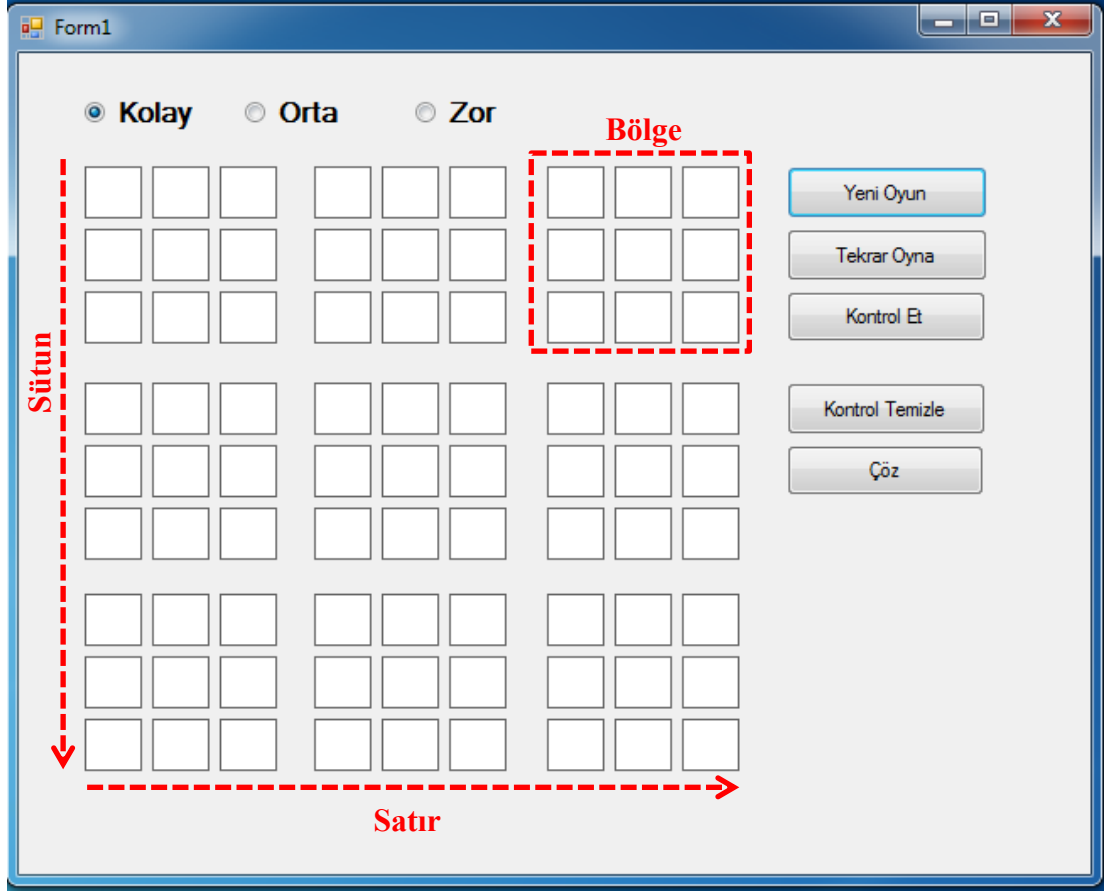 Form1
Kolay Orta Zor
Bölge
Yeni Oyun
Tekrar Oyna
Kontrol Et
Sütun
Kontrol Temizle
Çöz
Satır